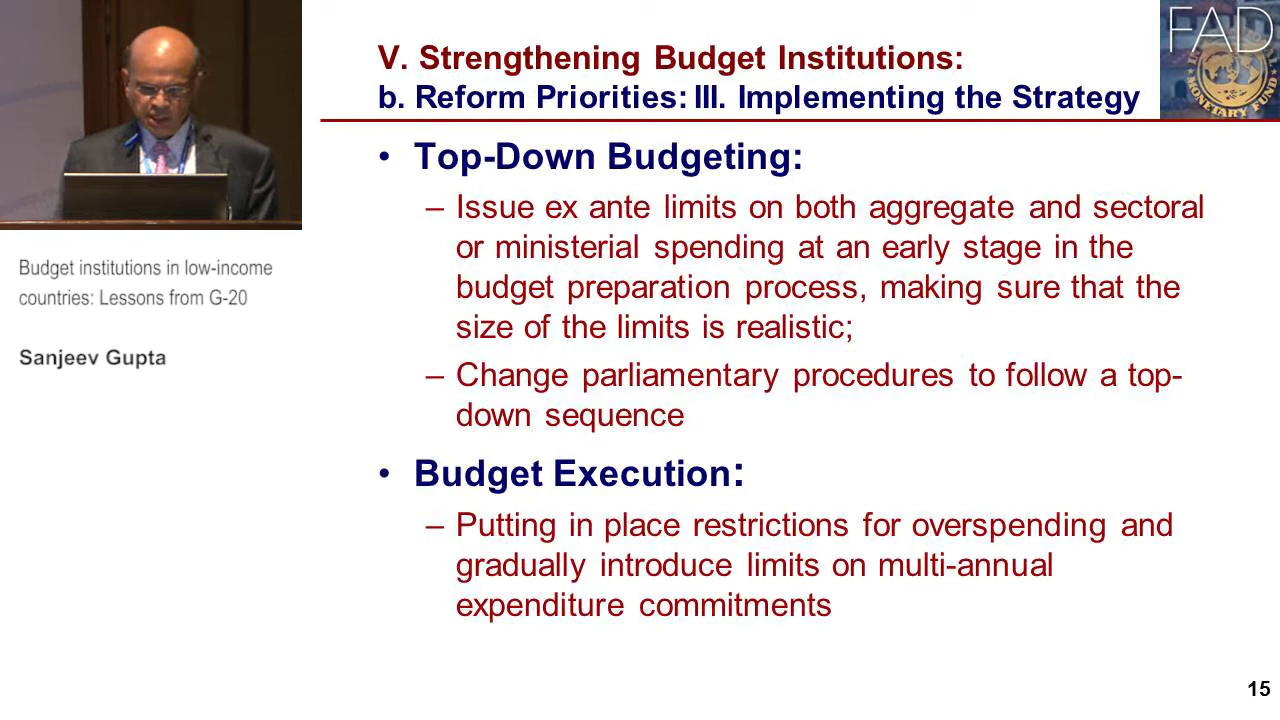 V. Strengthening Budget Institutions:
b. Reform Priorities: III. Implementing the Strategy
FAD
INTERNATIONAL MONETARY FUND
• Top-Down Budgeting:
– Issue ex ante limits on both aggregate and sectoral
or ministerial spending at an early stage in the
budget preparation process, making sure that the
size of the limits is realistic;
– Change parliamentary procedures to follow a top-
down sequence
• Budget Execution:
– Putting in place restrictions for overspending and
gradually introduce limits on multi-annual
expenditure commitments
Budget institutions in low-income
countries: Lessons from G-20
Sanjeev Gupta
15